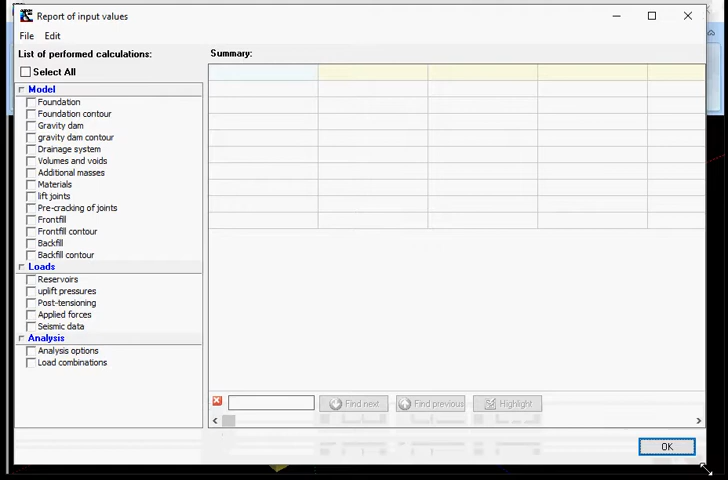 Report of input values
File Edit
List of performed calculations:
Summary:
Select All
Model
Foundation
Foundation contour
Gravity dam
gravity dam contour
Drainage system
Volumes and voids
Additional masses
Materials
lift joints
Pre-cracking of joints
Frontfill
Frontfill contour
Backfill
Backfill contour
Loads
Reservoirs
uplift pressures
Post-tensioning
Applied forces
Seismic data
Analysis
Analysis options
Load combinations
Find next Find previous Highlight
OK